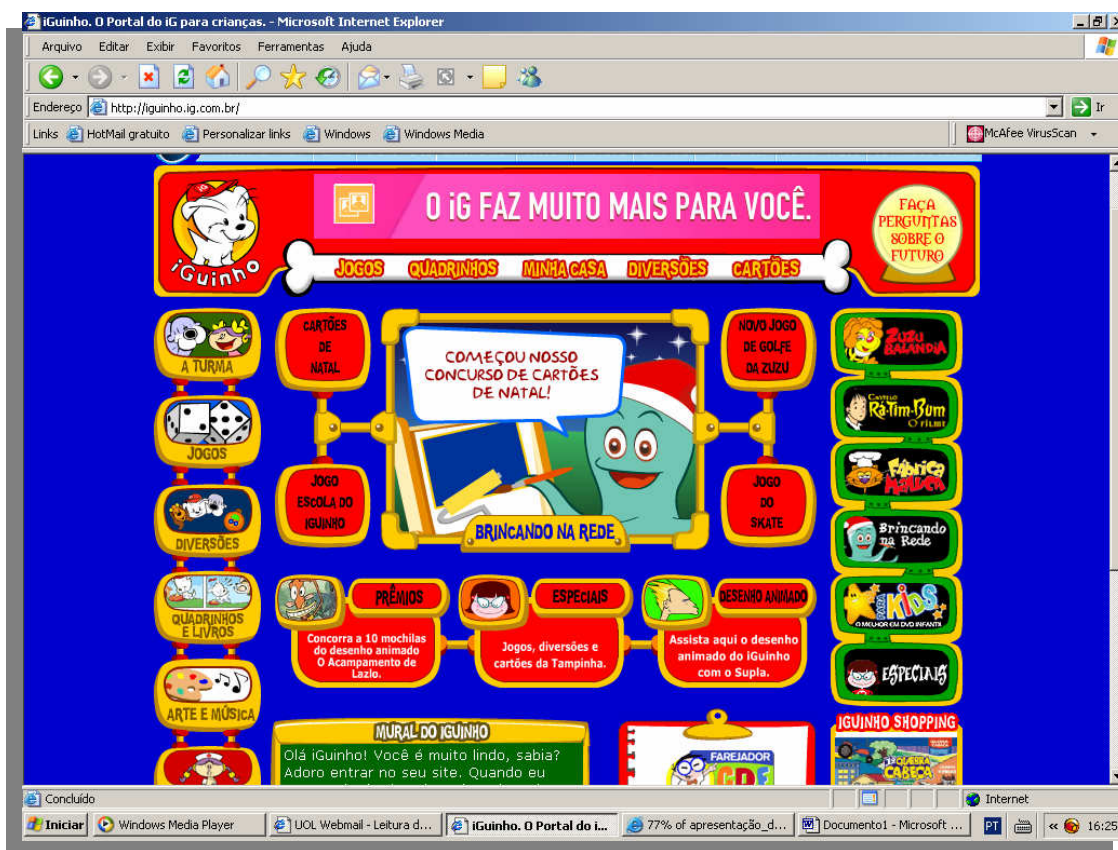 iGuinho. O Portal do iG para crianças. - Microsoft Internet Explorer
Arquivo Editar Exibir Favoritos Ferramentas Ajuda
Endereço http://iguinho.ig.com.br/ Ir
Links HotMail gratuito Personalizar links Windows Windows Media McAfee VirusScan
iGuinho
O iG FAZ MUITO MAIS PARA VOCÊ.
FAÇA
PERGUNTAS
SOBRE O
FUTURO
JOGOS QUADRINHOS MINHA CASA DIVERSÕES CARTÕES
A TURMA
JOGOS
DIVERSÕES
QUADRINHOS
E LIVROS
ARTE E MÚSICA
CARTÕES
DE
NATAL
JOGO
ESCOLA DO
IGUINHO
COMEÇOU NOSSO
CONCURSO DE CARTÕES
DE NATAL!
BRINCANDO NA REDE
NOVO JOGO
DE GOLFE
DA ZUZU
JOGO
DO
SKATE
ZUZU
BALANDIA
CASTELO
Rá-Tim-Bum
O FILME
Fábrica
Brincando
na Rede
PARA
KIDS
O MELHOR EM DVD INFANTIL
ESPECIAIS
PRÊMIOS
Concorra a 10 mochilas
do desenho animado
O Acampamento de
Lazlo.
ESPECIAIS
Jogos, diversões e
cartões da Tampinha.
DESENHO ANIMADO
Assista aqui o desenho
animado do iGuinho
com o Supla.
MURAL DO IGUINHO
Olá iGuinho! Você é muito lindo, sabia?
Adoro entrar no seu site. Quando eu
FAREJADOR
IGUINHO SHOPPING
CABEÇA
Concluído Internet
Iniciar Windows Media Player UOL Webmail - Leitura d... iGuinho. O Portal do i... 77% of apresentação_d... Documento1 - Microsoft ... PT « 16:25